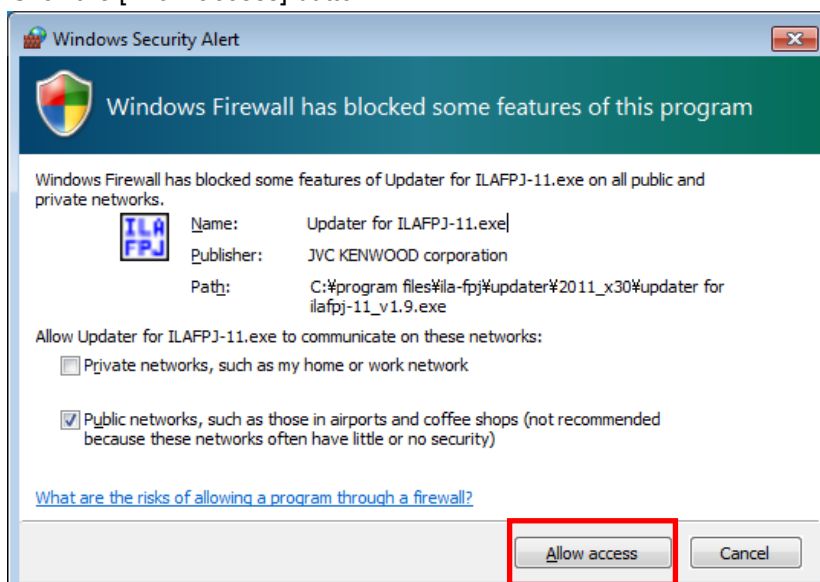 Windows Security Alert
Windows Firewall has blocked some features of this program
Windows Firewall has blocked some features of Updater for ILAFPJ-11.exe on all public and
private networks.
ILA
FPJ
Name: Updater for ILAFPJ-11.exe
Publisher: JVC KENWOOD corporation
Path: C:¥program files¥ila-fpj¥updater¥2011_x30¥updater for
ilafpj-11_v1.9.exe
Allow Updater for ILAFPJ-11.exe to communicate on these networks:
Private networks, such as my home or work network
Public networks, such as those in airports and coffee shops (not recommended
because these networks often have little or no security)
What are the risks of allowing a program through a firewall?
Allow access Cancel